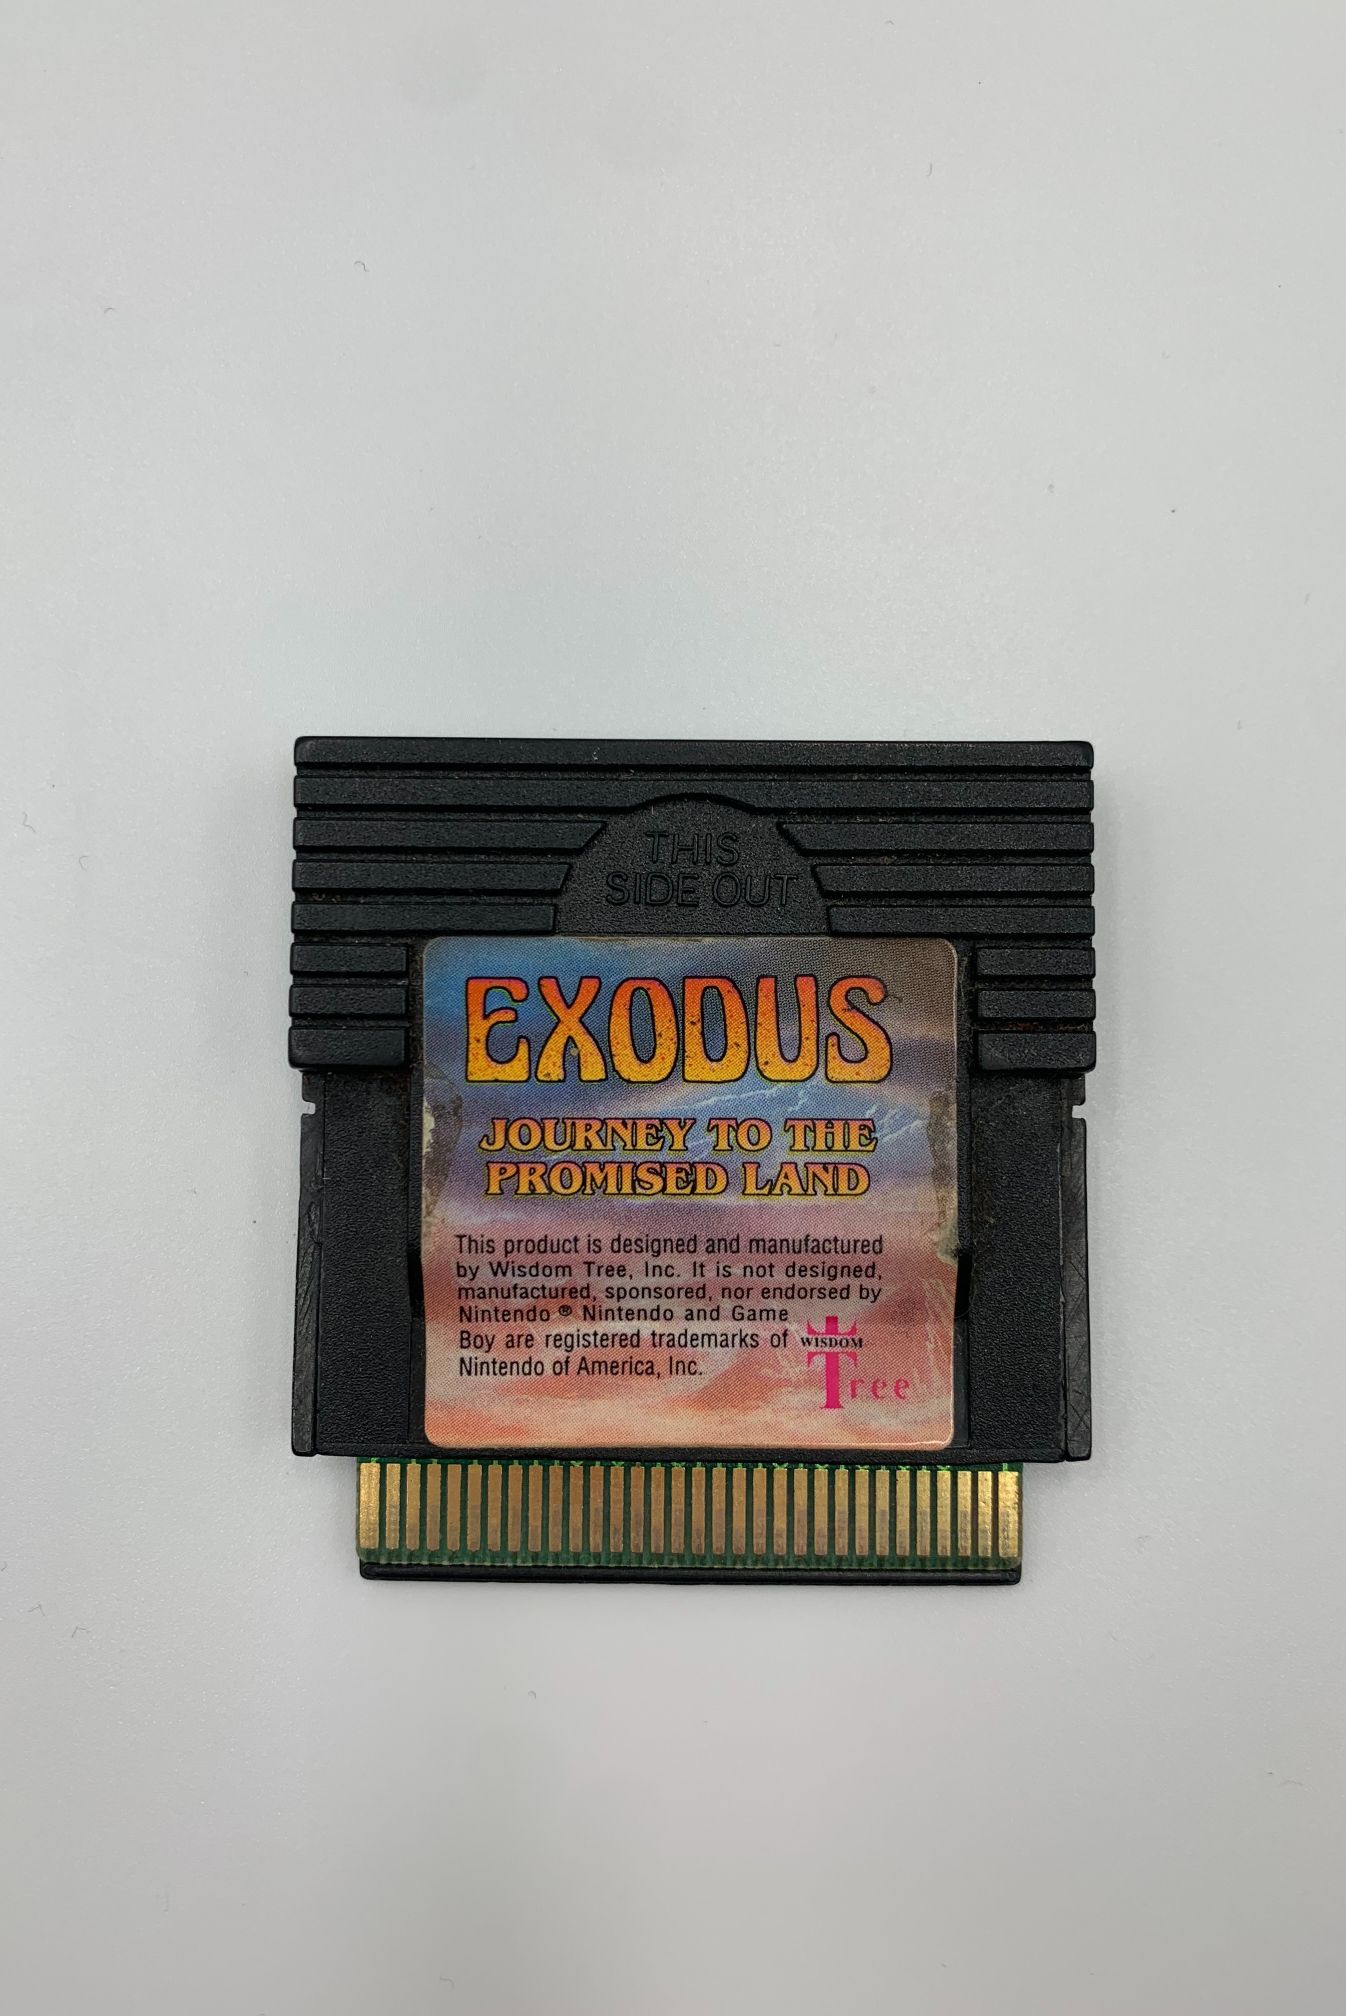 THIS
SIDE OUT
EXODUS
JOURNEY TO THE
PROMISED LAND
This product is designed and manufactured
by Wisdom Tree, Inc. It is not designed,
manufactured, sponsored, nor endorsed by
Nintendo ® Nintendo and Game
Boy are registered trademarks of
Nintendo of America, Inc.
WISDOM
Tree